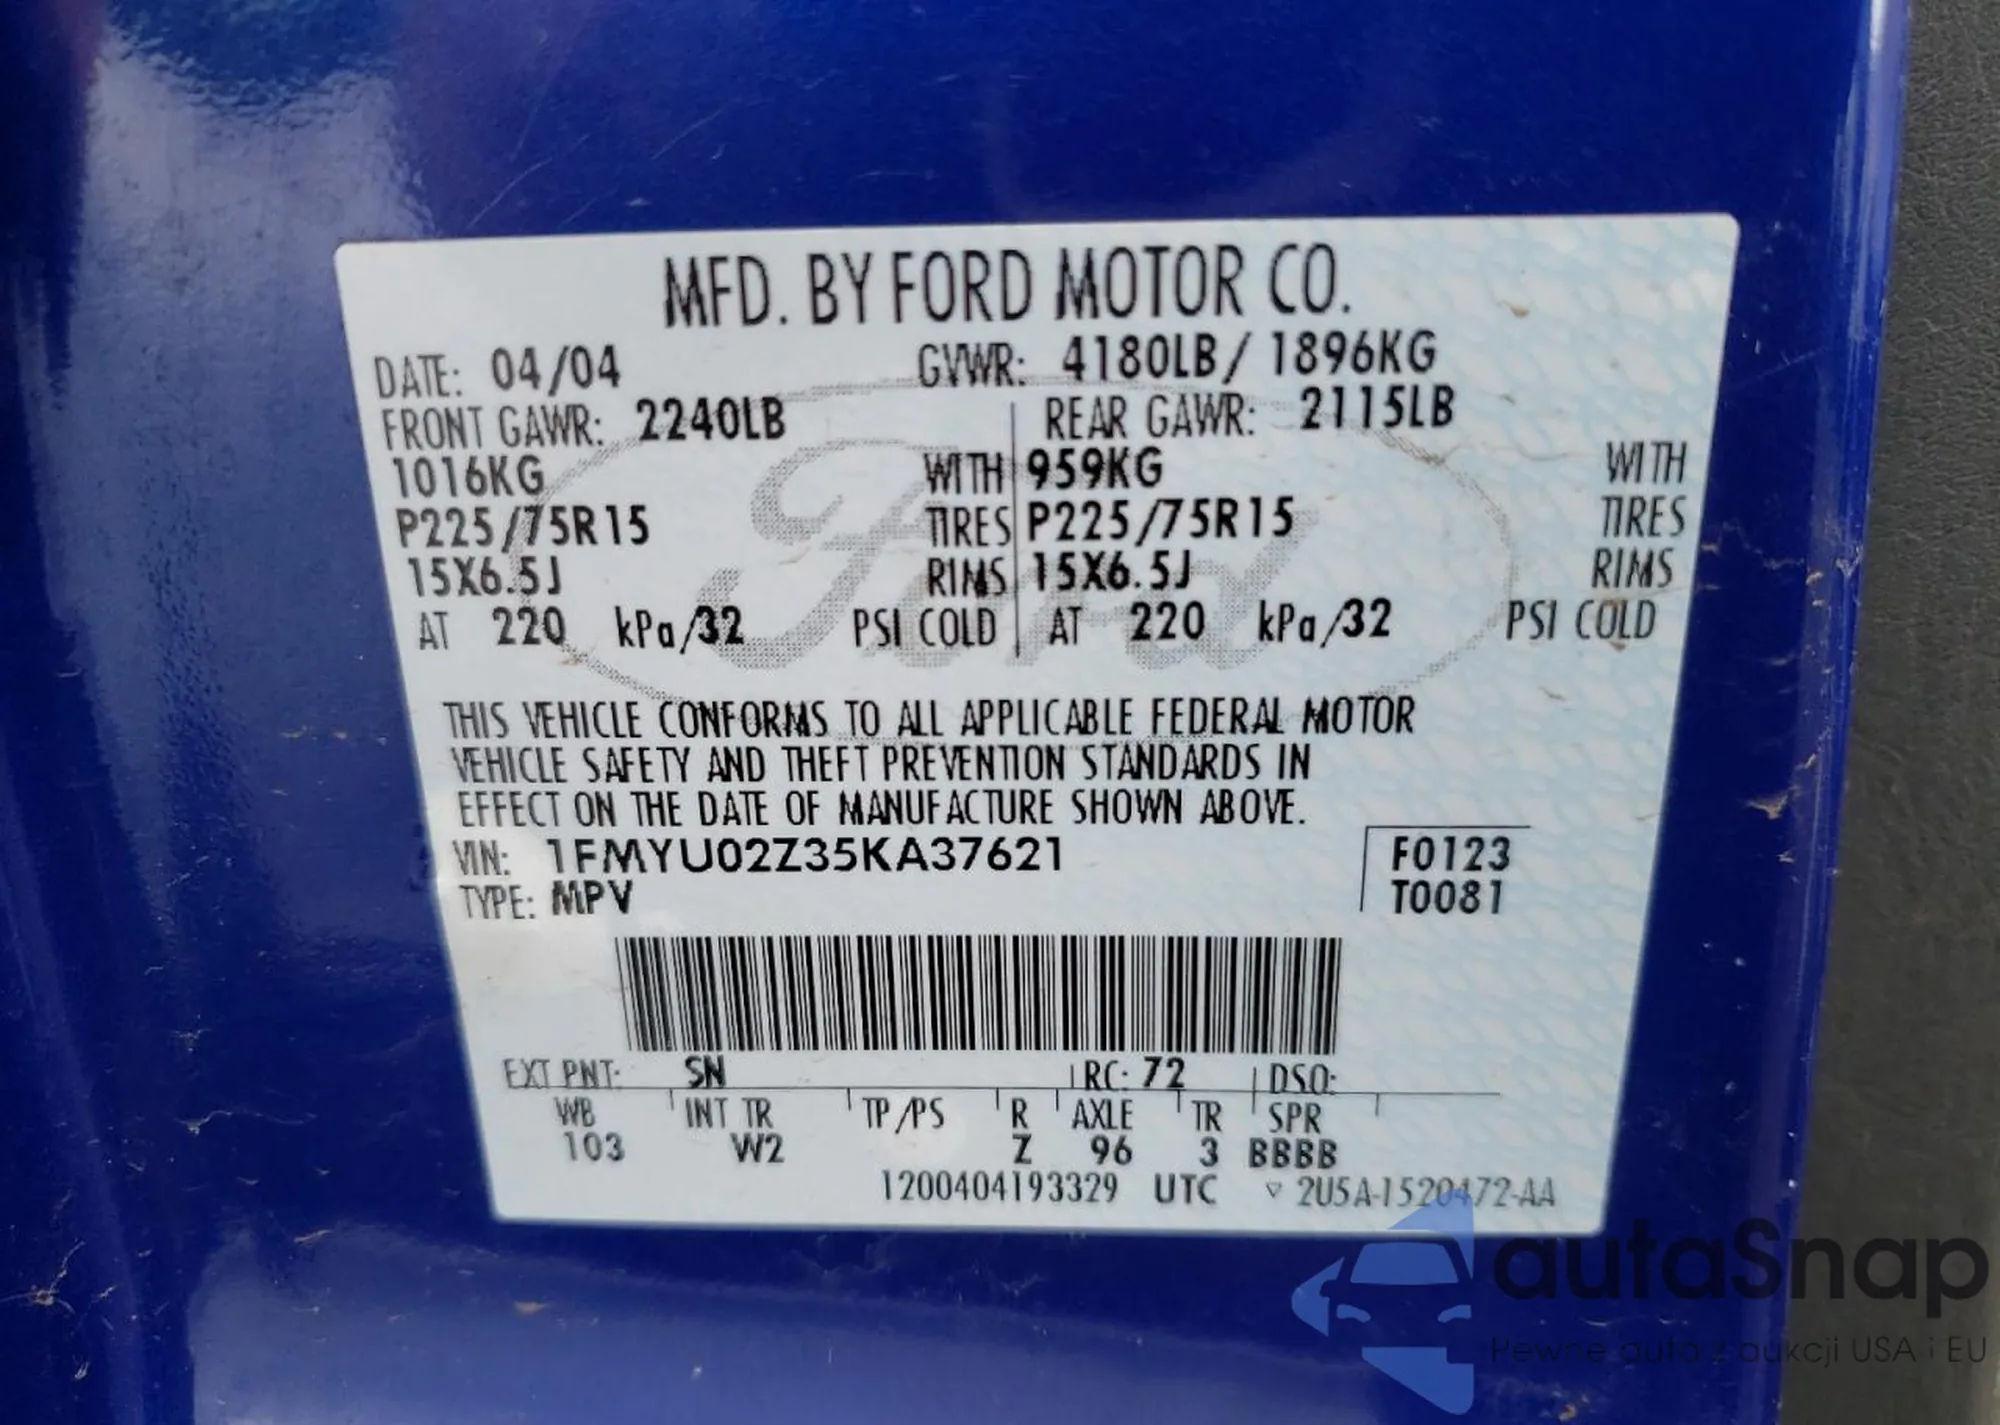 MFD. BY FORD MOTOR CO.
DATE: 04/04 GVWR: 4180LB/ 1896KG
FRONT GAWR: 2240LB REAR GAWR: 2115LB
1016KG WITH 959KG WITH
P225/75R15 TIRES P225/75R15 TIRES
15X6.5J RIMS 15X6.5J RIMS
AT 220 kPa/32 PSI COLD AT 220 kPa/32 PSI COLD
Ford
THIS VEHICLE CONFORMS TO ALL APPLICABLE FEDERAL MOTOR
VEHICLE SAFETY AND THEFT PREVENTION STANDARDS IN
EFFECT ON THE DATE OF MANUFACTURE SHOWN ABOVE.
VIN: 1FMYU02Z35KA37621 F0123
TYPE: MPV T0081
EXT PNT: SN RC: 72 DSO:
WB INT TR TP/PS R AXLE TR SPR
103 W2 Z 96 3 BBBB
1200404193329 UTC ▽ 2U5A-1520472-AA
autaSnap
Pewne auta z aukcji USA i EU